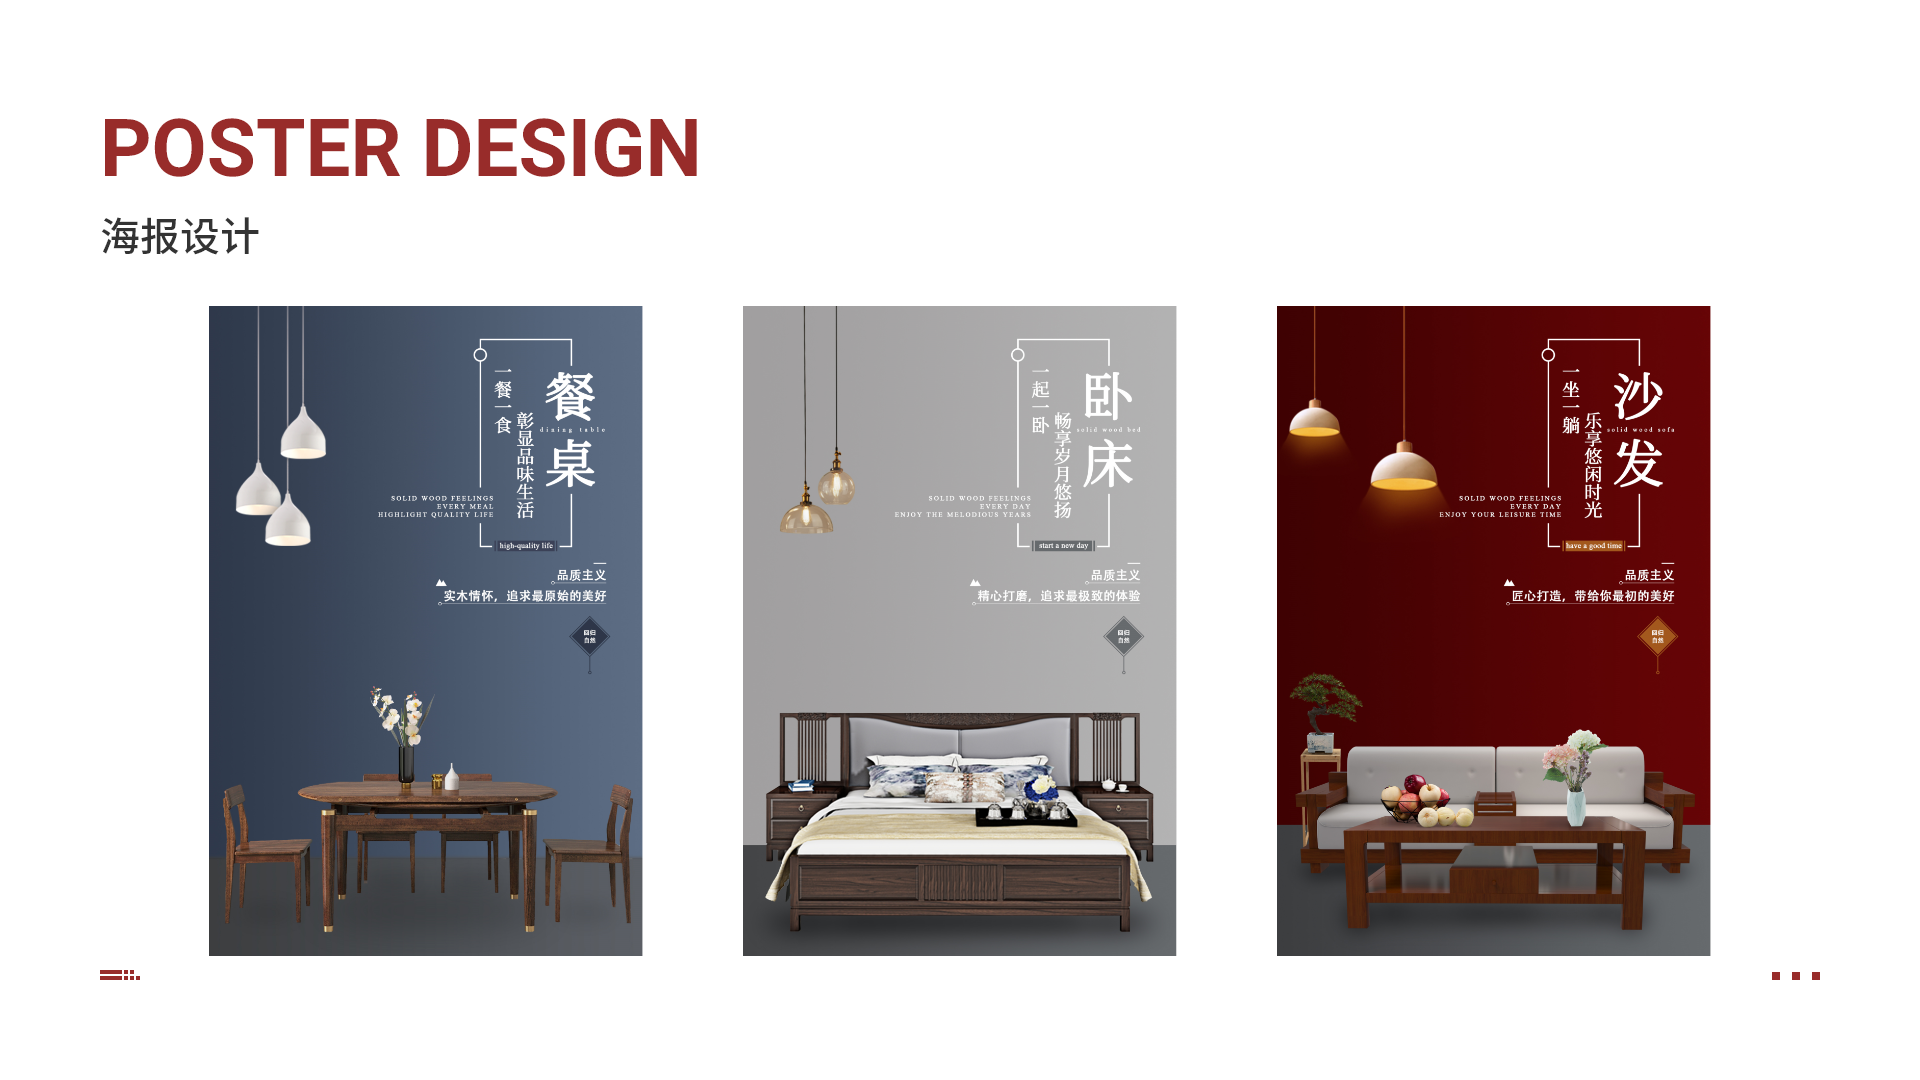 POSTER DESIGN
海报设计
餐桌
dining table
一餐一食
彰显品味生活
SOLID WOOD FEELINGS
EVERY MEAL
HIGHLIGHT QUALITY LIFE
high-quality life
品质主义
实木情怀，追求最原始的美好
回归
自然
卧床
solid wood bed
一起一卧
畅享岁月悠扬
SOLID WOOD FEELINGS
EVERY DAY
ENJOY THE MELODIOUS YEARS
start a new day
品质主义
精心打磨，追求最极致的体验
回归
自然
沙发
solid wood sofa
一坐一躺
乐享悠闲时光
SOLID WOOD FEELINGS
EVERY DAY
ENJOY YOUR LEISURE TIME
have a good time
品质主义
匠心打造，带给你最初的美好
回归
自然